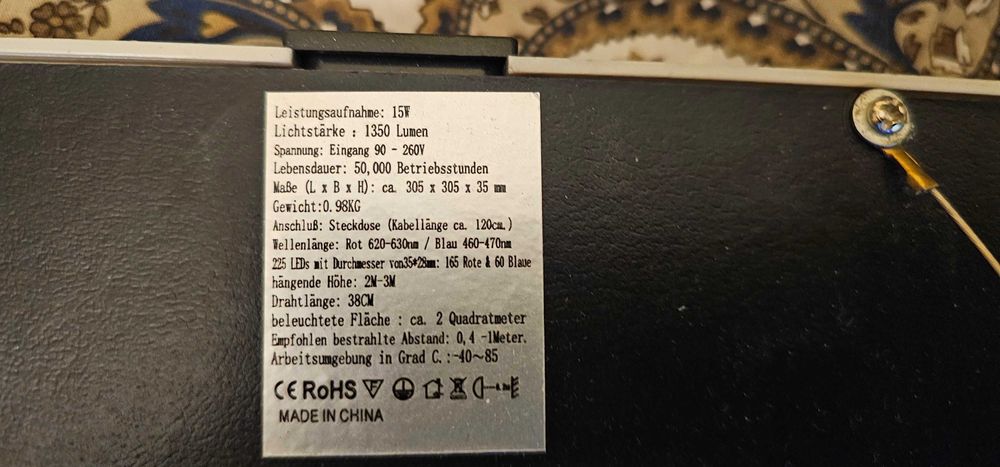 Leistungsaufnahme: 15W
Lichtstärke : 1350 Lumen
Spannung: Eingang 90 - 260V
Lebensdauer: 50,000 Betriebsstunden
Maße (L x B x H): ca. 305 x 305 x 35 mm
Gewicht:0.98KG
Anschluß: Steckdose (Kabellänge ca. 120cm.)
Wellenlänge: Rot 620-630nm / Blau 460-470nm
225 LEDs mit Durchmesser von35*28mm: 165 Rote & 60 Blaue
hängende Höhe: 2M-3M
Drahtlänge: 38CM
beleuchtete Fläche : ca. 2 Quadratmeter
Empfohlen bestrahlte Abstand: 0,4 -1Meter.
Arbeitsumgebung in Grad C.:-40～85
CE RoHS F
MADE IN CHINA